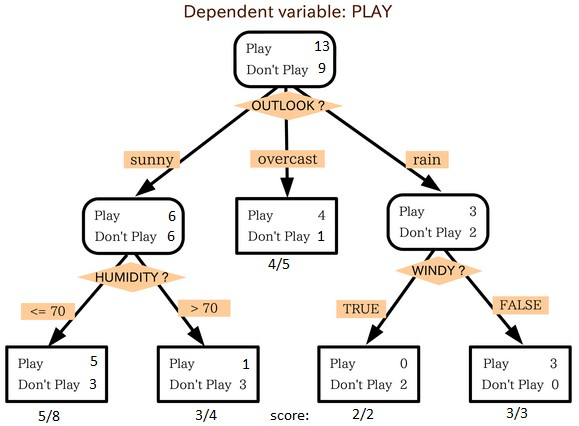 Dependent variable: PLAY
Play 13
Don't Play 9
OUTLOOK ?
sunny
overcast
rain
Play 6
Don't Play 6
Play 4
Don't Play 1
4/5
Play 3
Don't Play 2
HUMIDITY ?
WINDY ?
<= 70
> 70
TRUE
FALSE
Play 5
Don't Play 3
Play 1
Don't Play 3
Play 0
Don't Play 2
Play 3
Don't Play 0
5/8
3/4
score:
2/2
3/3